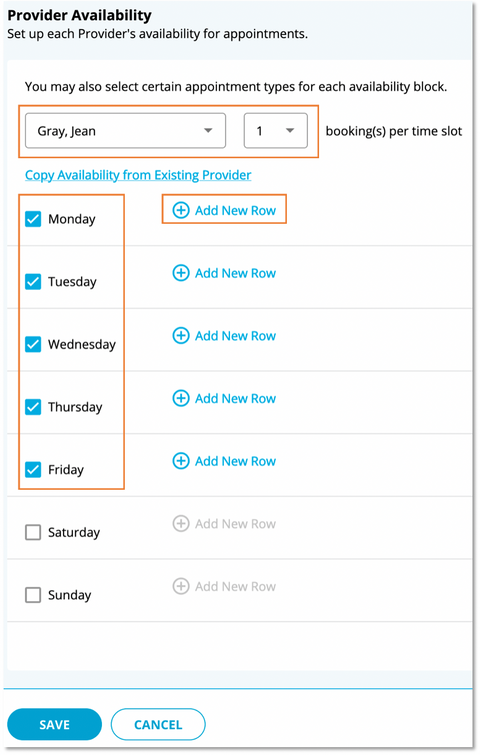 Provider Availability
Set up each Provider's availability for appointments.
You may also select certain appointment types for each availability block.
Gray, Jean 1 booking(s) per time slot
Copy Availability from Existing Provider
Monday Add New Row
Tuesday Add New Row
Wednesday Add New Row
Thursday Add New Row
Friday Add New Row
Saturday Add New Row
Sunday Add New Row
SAVE CANCEL